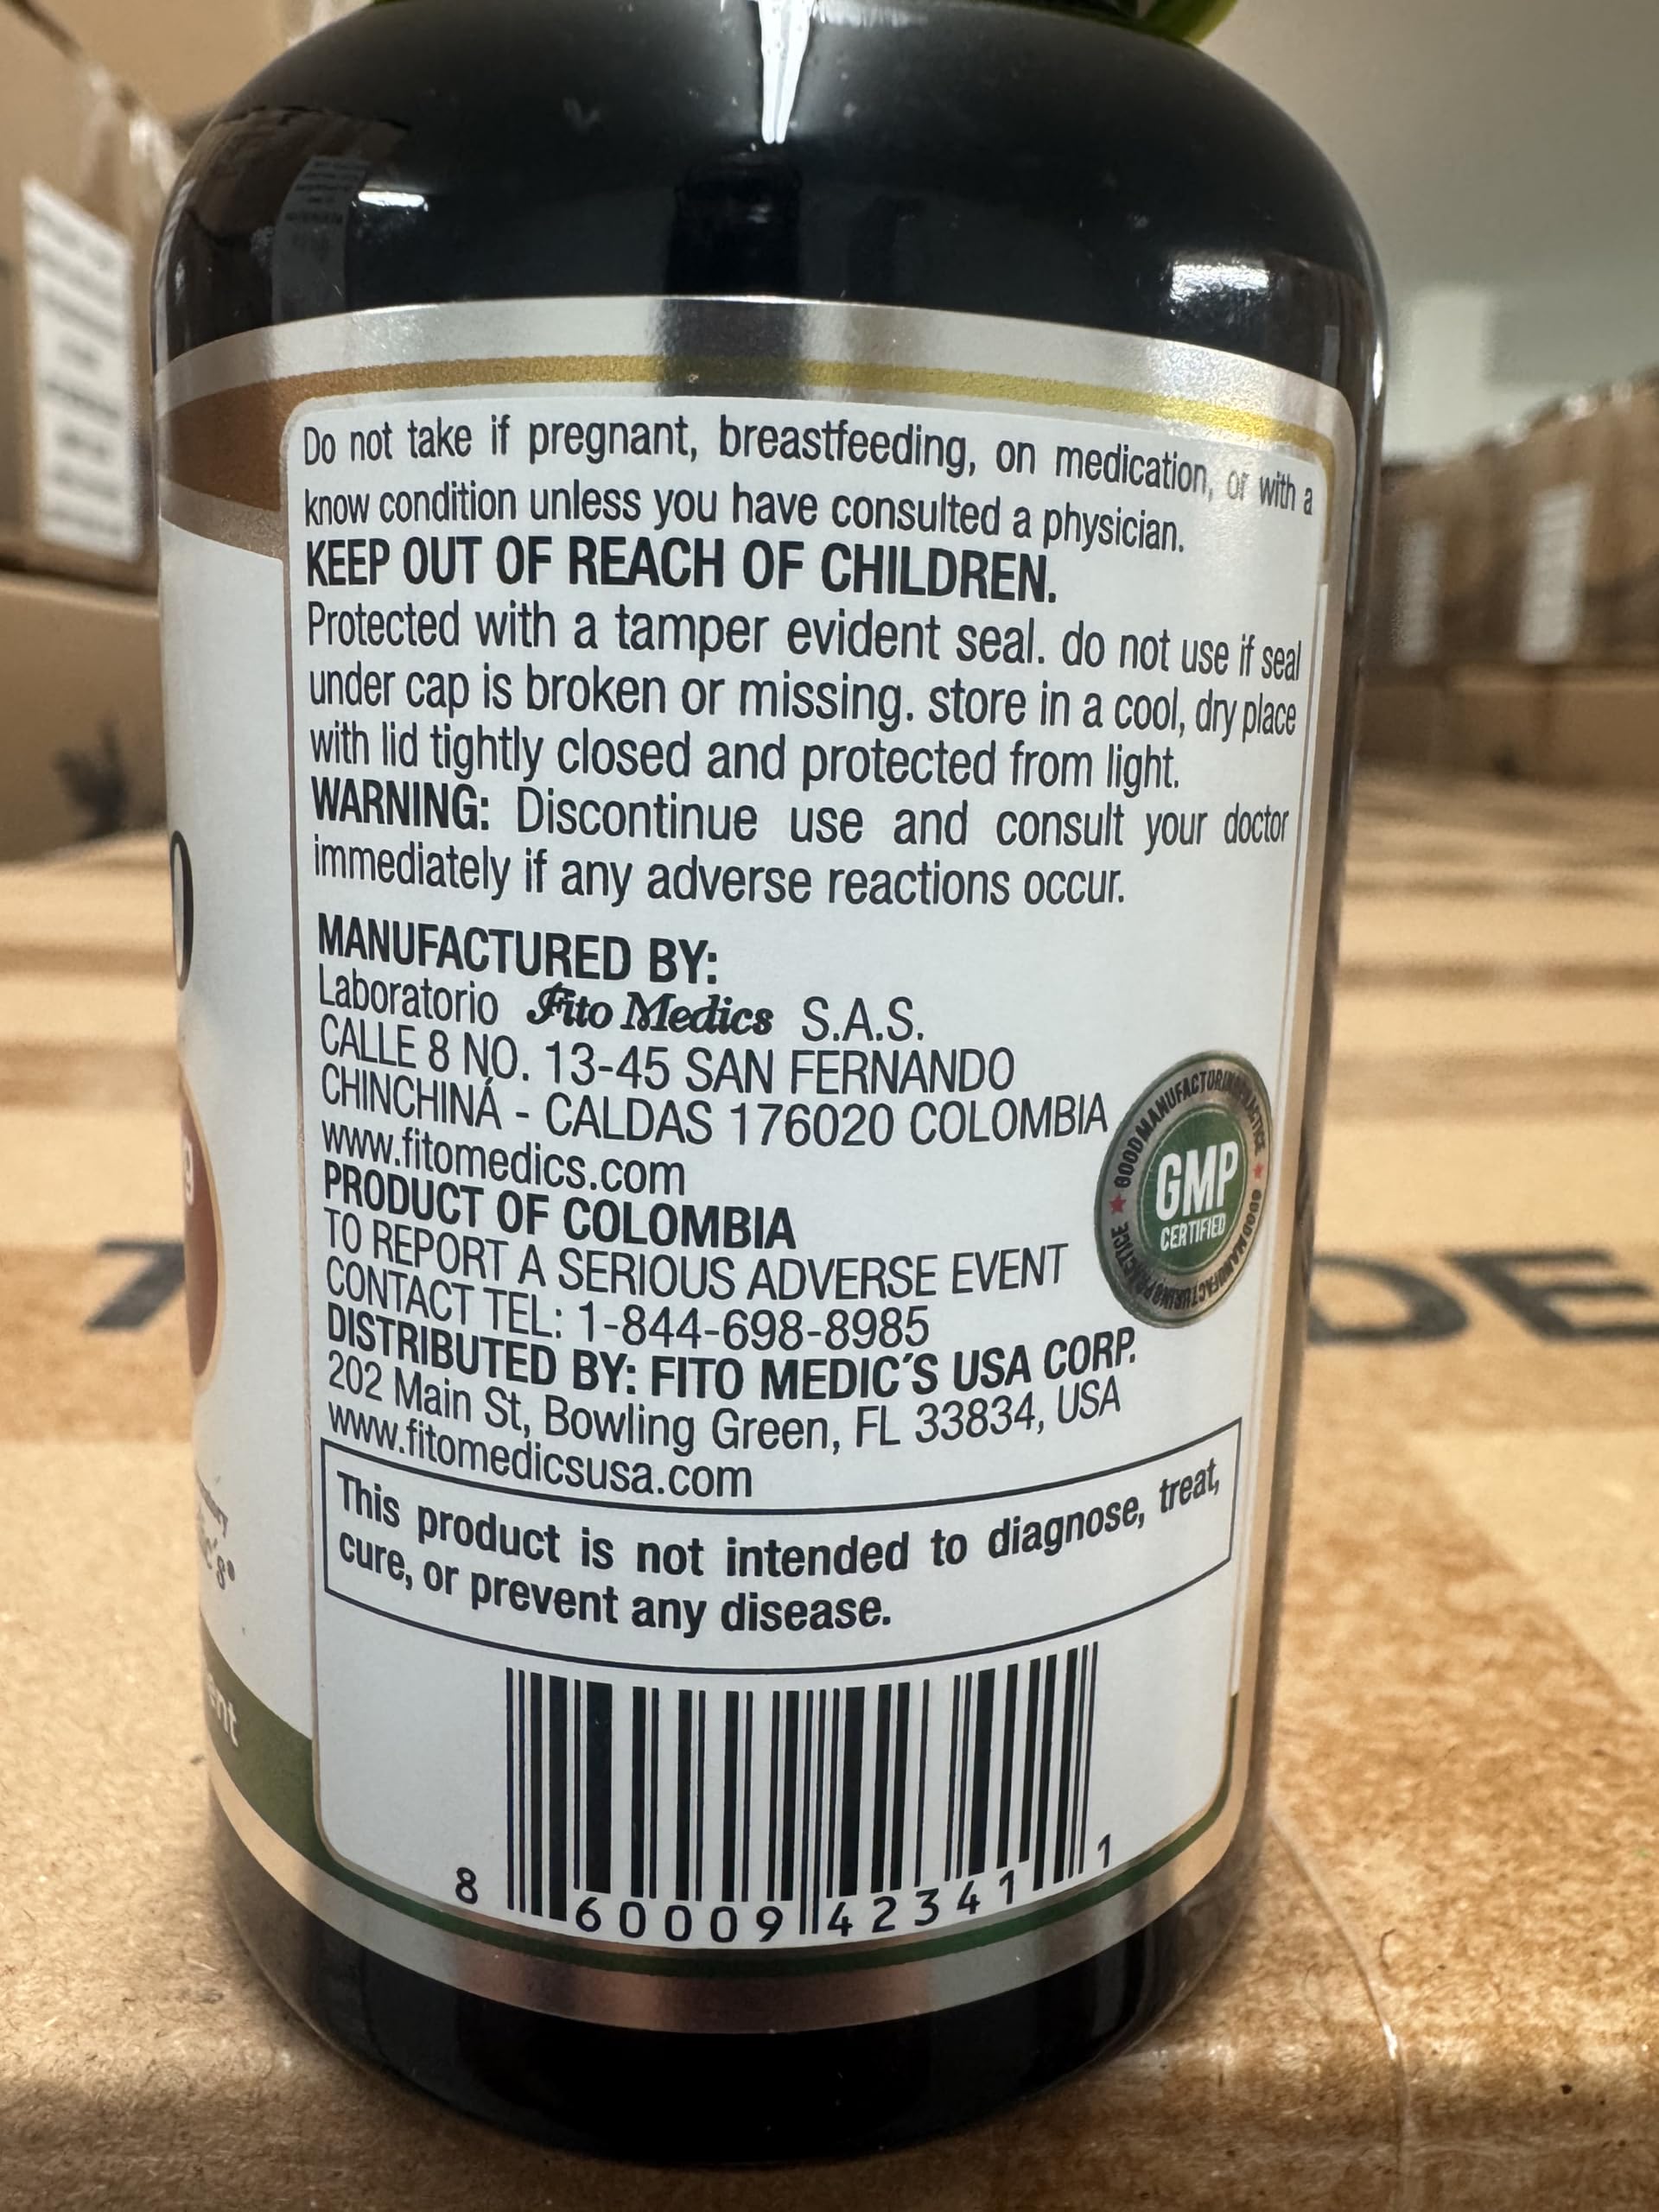 Do not take if pregnant, breastfeeding, on medication, or with a
know condition unless you have consulted a physician.
KEEP OUT OF REACH OF CHILDREN.
Protected with a tamper evident seal. do not use if seal
under cap is broken or missing. store in a cool, dry place
with lid tightly closed and protected from light.
WARNING: Discontinue use and consult your doctor
immediately if any adverse reactions occur.
MANUFACTURED BY:
Laboratorio Fito Medics S.A.S.
CALLE 8 NO. 13-45 SAN FERNANDO
CHINCHINÁ - CALDAS 176020 COLOMBIA
www.fitomedics.com
PRODUCT OF COLOMBIA
TO REPORT A SERIOUS ADVERSE EVENT
CONTACT TEL: 1-844-698-8985
DISTRIBUTED BY: FITO MEDIC´S USA CORP.
202 Main St, Bowling Green, FL 33834, USA
www.fitomedicsusa.com
GOOD MANUFACTURING PRACTICE
GMP
CERTIFIED
GOOD MANUFACTURING PRACTICE
This product is not intended to diagnose, treat,
cure, or prevent any disease.
8 60009 42341 1
DE